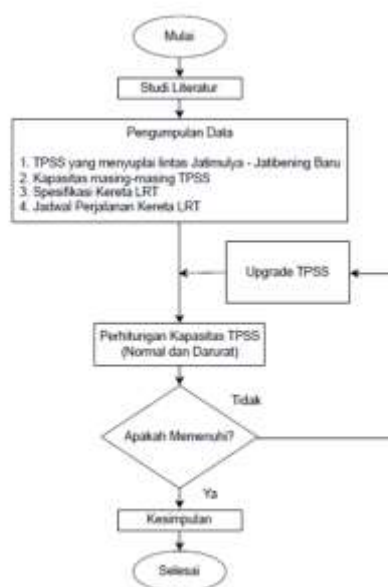 Mulai
Studi Literatur
Pengumpulan Data
1. TPSS yang menyuplai lintas Jatimulya - Jatibening Baru
2. Kapasitas masing-masing TPSS
3. Spesifikasi Kereta LRT
4. Jadwal Perjalanan Kereta LRT
Upgrade TPSS
Perhitungan Kapasitas TPSS
(Normal dan Darurat)
Tidak
Apakah Memenuhi?
Ya
Kesimpulan
Selesai